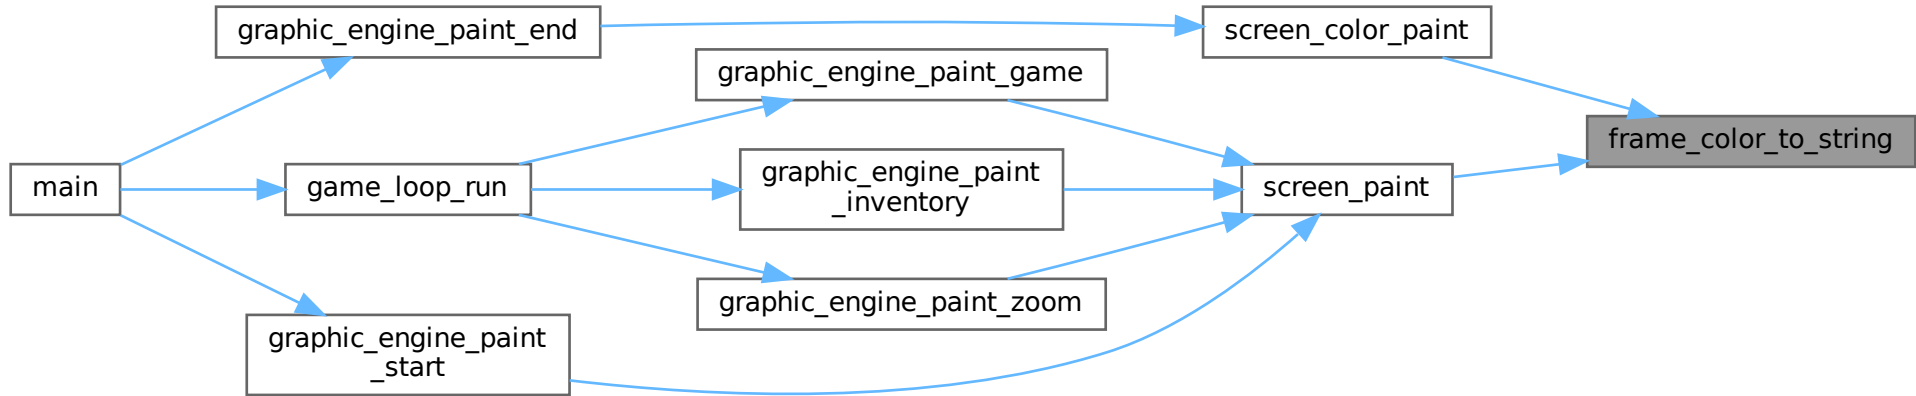 graphic_engine_paint_end
screen_color_paint
graphic_engine_paint_game
frame_color_to_string
main
game_loop_run
graphic_engine_paint
_inventory
screen_paint
graphic_engine_paint_zoom
graphic_engine_paint
_start